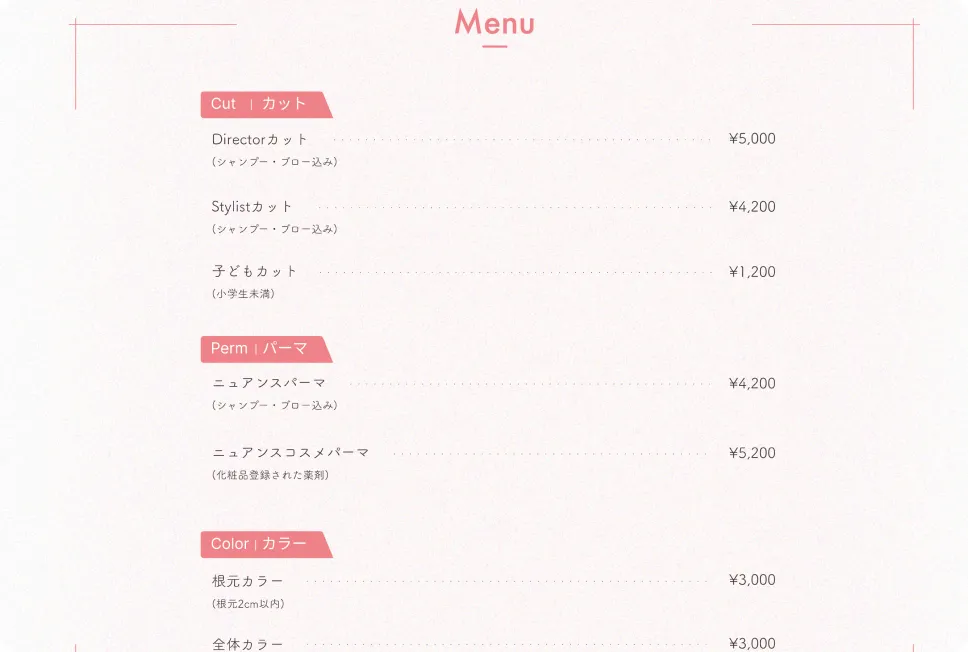 Menu
Cut | カット
Directorカット ¥5,000
(シャンプー・ブロー込み)
Stylistカット ¥4,200
(シャンプー・ブロー込み)
子どもカット ¥1,200
(小学生未満)
Perm | パーマ
ニュアンスパーマ ¥4,200
(シャンプー・ブロー込み)
ニュアンスコスメパーマ ¥5,200
(化粧品登録された薬剤)
Color | カラー
根元カラー ¥3,000
(根元2cm以内)
全体カラー ¥3,000